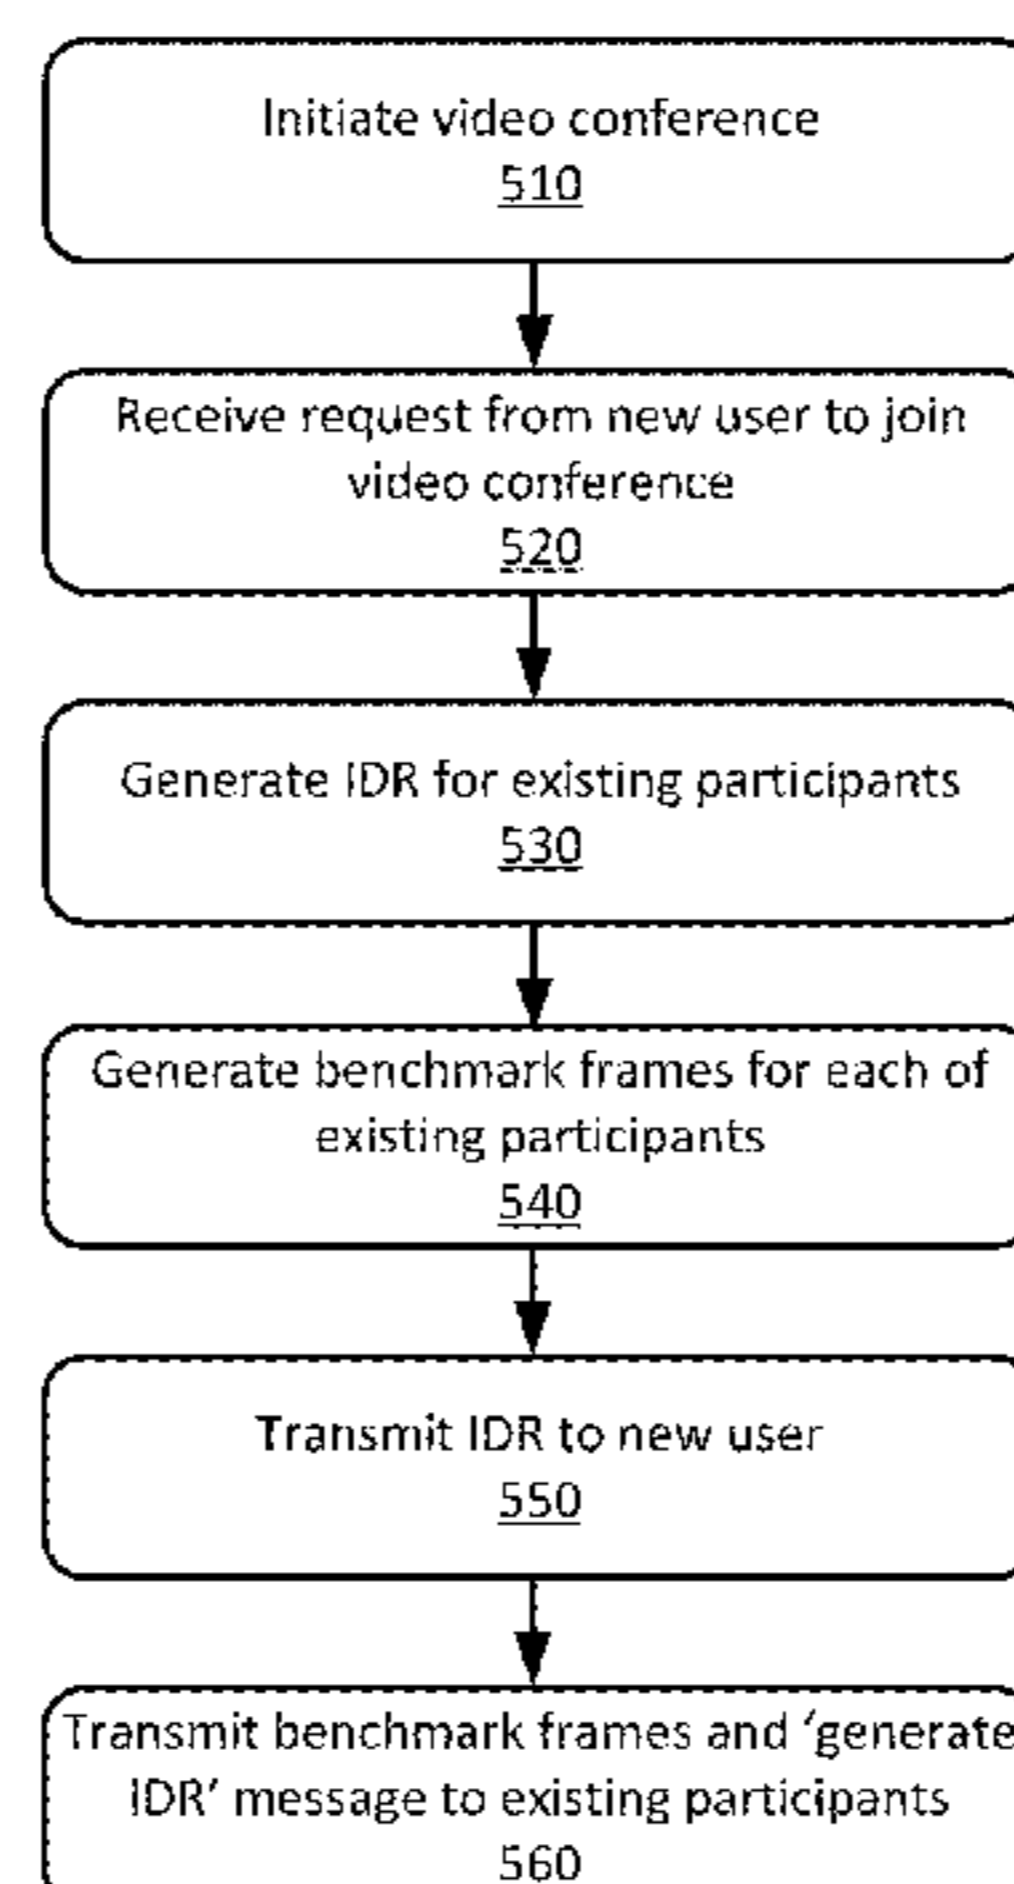 Initiate video conference
510
Receive request from new user to join
video conference
520
Generate IDR for existing participants
530
Generate benchmark frames for each of
existing participants
540
Transmit IDR to new user
550
Transmit benchmark frames and ‘generate
IDR’ message to existing participants
560